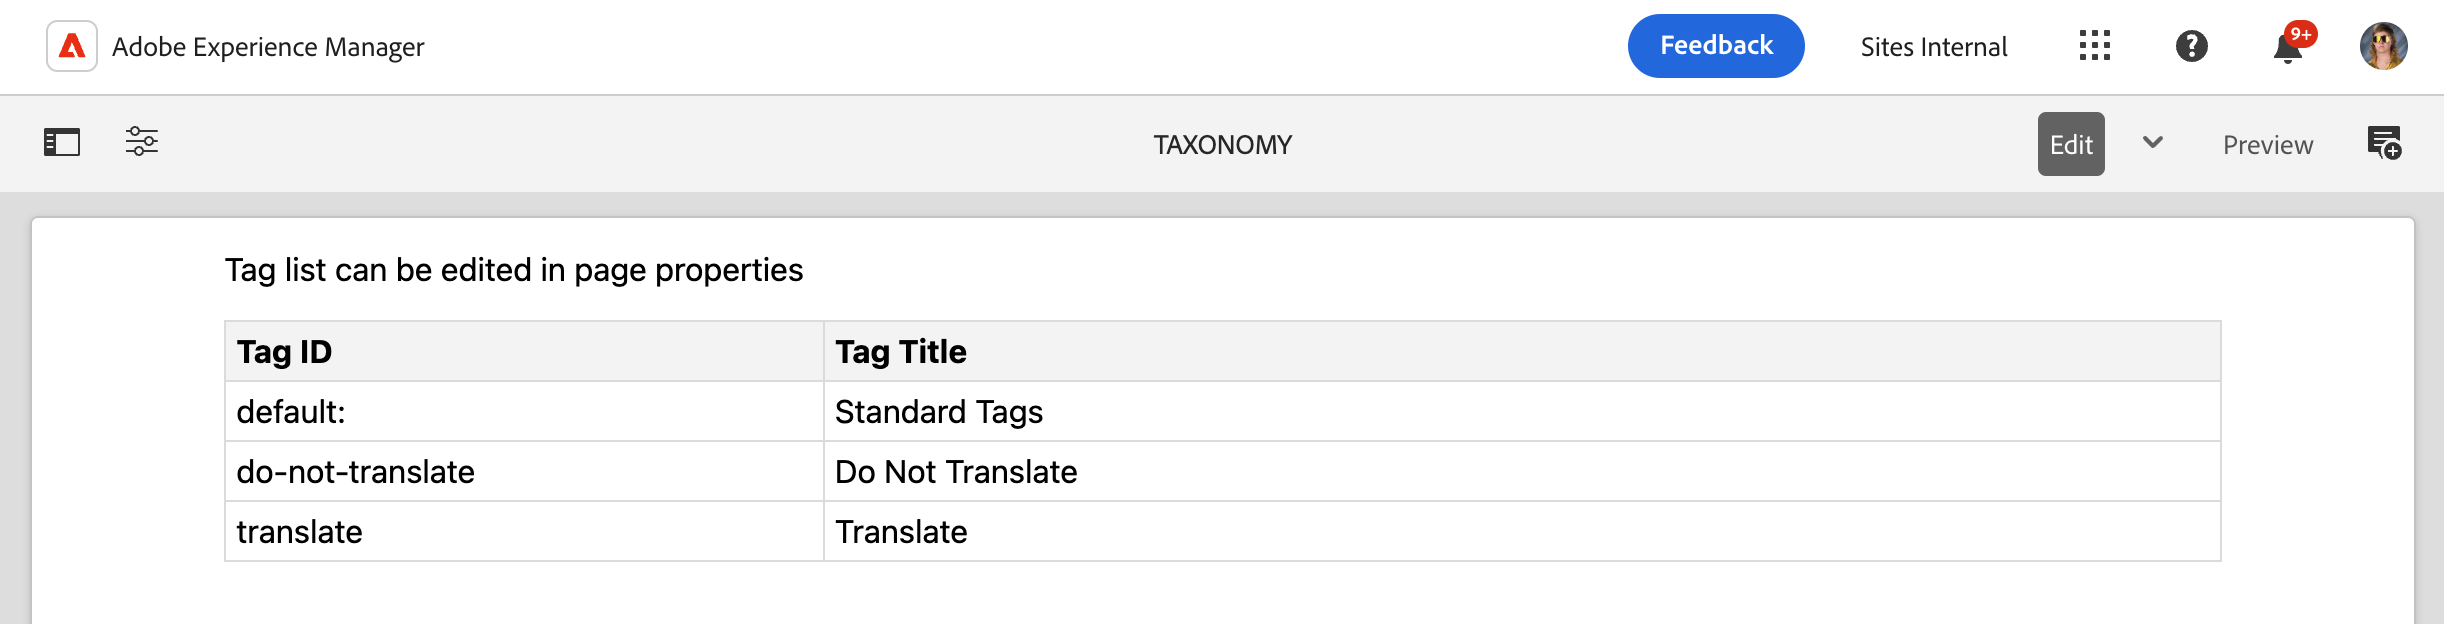 Adobe Experience Manager
Feedback
Sites Internal
9+
TAXONOMY
Edit
Preview
Tag list can be edited in page properties
Tag ID Tag Title
default: Standard Tags
do-not-translate Do Not Translate
translate Translate